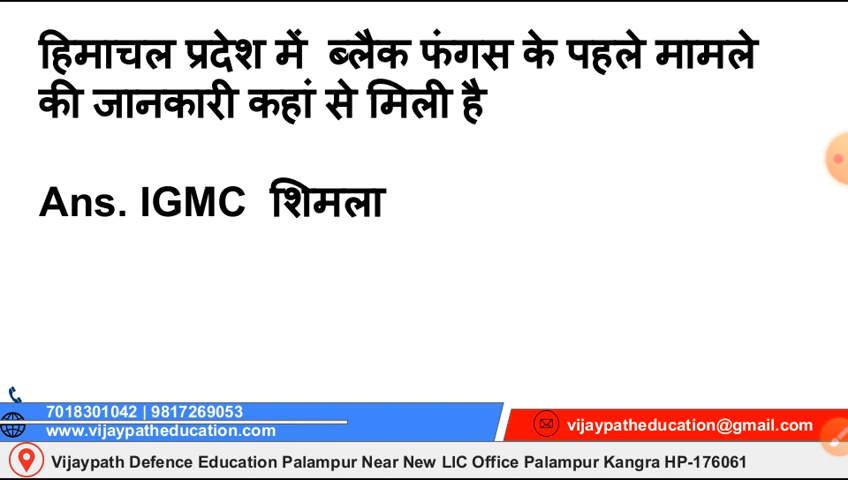 हिमाचल प्रदेश में ब्लैक फंगस के पहले मामले
की जानकारी कहां से मिली है
Ans. IGMC शिमला
7018301042 | 9817269053
www.vijaypatheducation.com
vijaypatheducation@gmail.com
Vijaypath Defence Education Palampur Near New LIC Office Palampur Kangra HP-176061